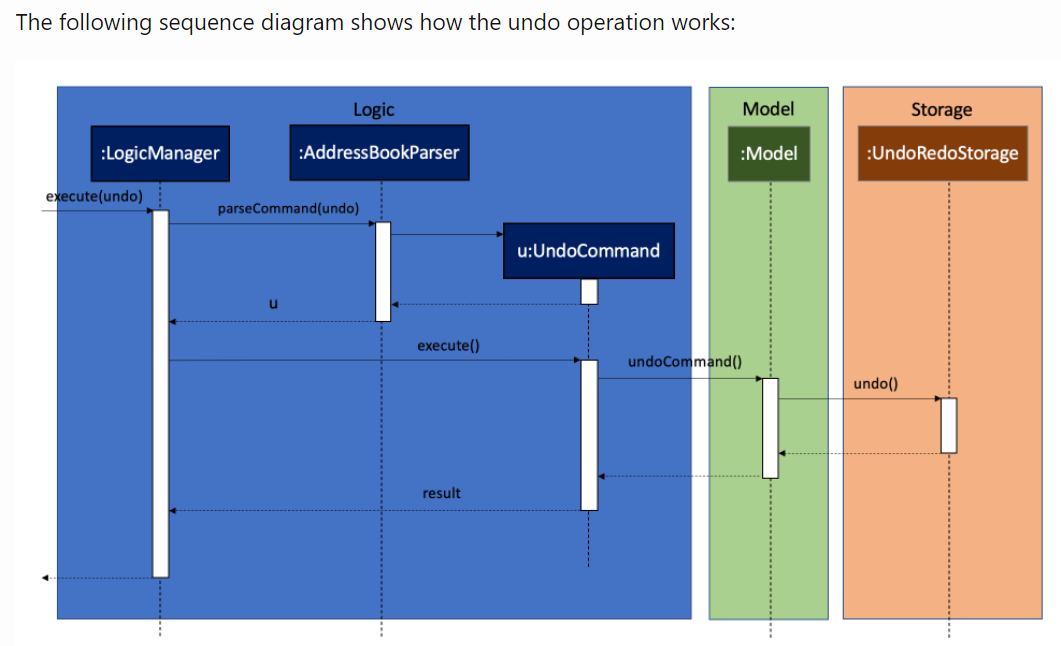 The following sequence diagram shows how the undo operation works:
Logic
Model
Storage
:LogicManager
:AddressBookParser
:Model
:UndoRedoStorage
execute(undo)
parseCommand(undo)
u:UndoCommand
u
execute()
undoCommand()
undo()
result